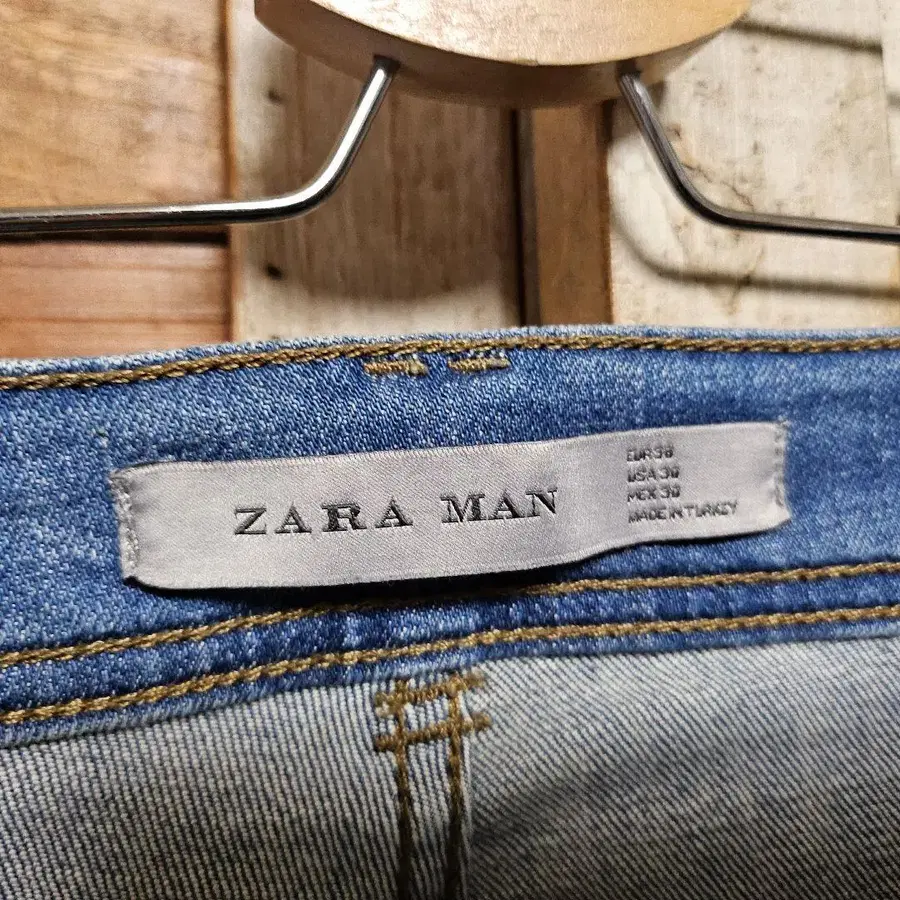 ZARA MAN
EUR 38
USA 30
MEX 30
MADE IN TURKEY